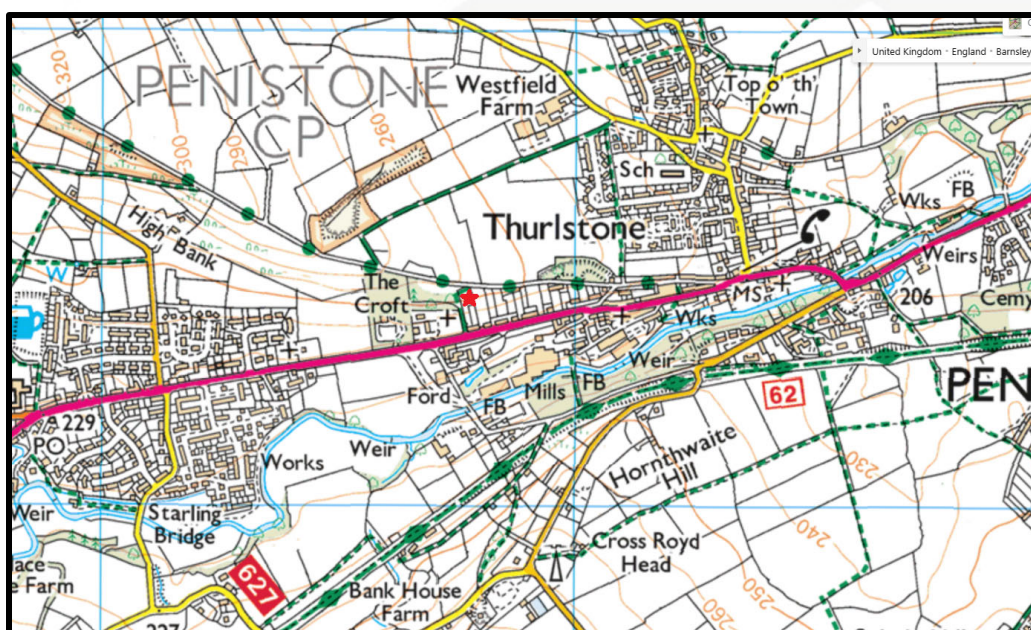 United Kingdom · England · Barnsley
320
PENISTONE
CP
260
Westfield
Farm
Top o' th'
Town
300
290
Sch
High Bank
Thurlstone
Wks
FB
W
The
Croft
Weirs
MS
206
Cemy
Wks
Weir
Mills
FB
Ford
FB
62
PEN
229
PO
Weir
Works
Hornthwaite
Hill
230
Weir
Starling
Bridge
240
Cross Royd
Head
ace
e Farm
627
Bank House
Farm
250
260
227